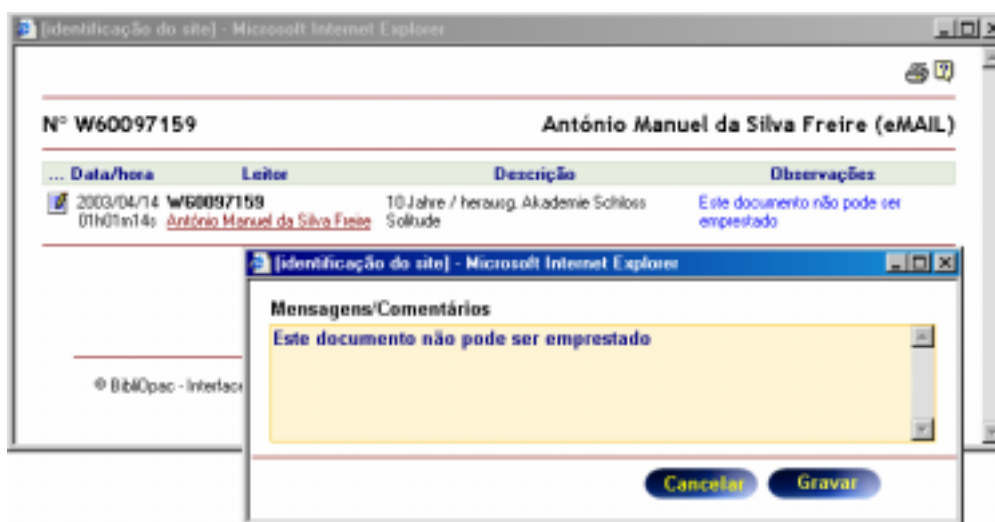 [identificação do site] - Microsoft Internet Explorer
Nº W60097159 António Manuel da Silva Freire (eMAIL)
... Data/hora Leitor Descrição Observações
2003/04/14 W60097159 10 Jahre / herausg. Akademie Schloss Este documento não pode ser
01h01m14s António Manuel da Silva Freire Solitude emprestado
[identificação do site] - Microsoft Internet Explorer
Mensagens/Comentários
Este documento não pode ser emprestado
© BibliOpac - Interface
Cancelar Gravar